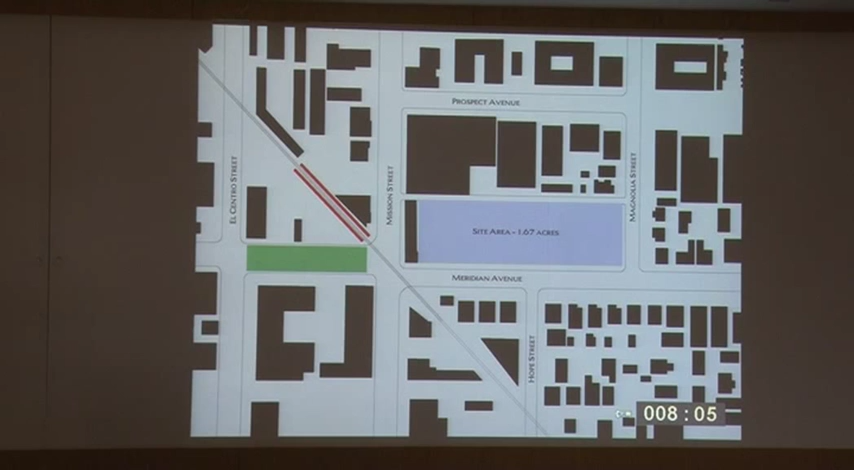 PROSPECT AVENUE
EL CENTRO STREET
MISSION STREET
MAGNOLIA STREET
SITE AREA - 1.67 ACRES
MERIDIAN AVENUE
HOPE STREET
008 : 05